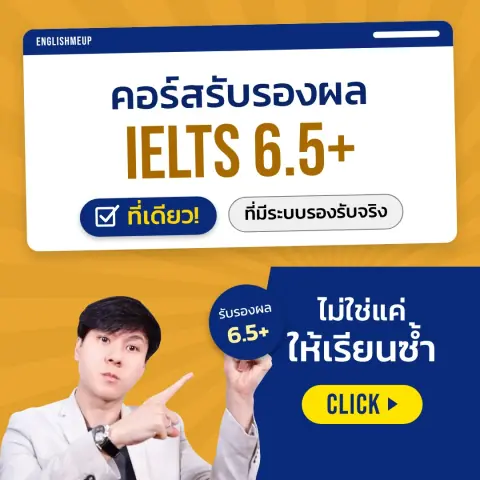 ENGLISHMEUP
คอร์สรับรองผล
IELTS 6.5+
ที่เดียว!
ที่มีระบบรองรับจริง
รับรองผล
6.5+
ไม่ใช่แค่
ให้เรียนซ้ำ
CLICK